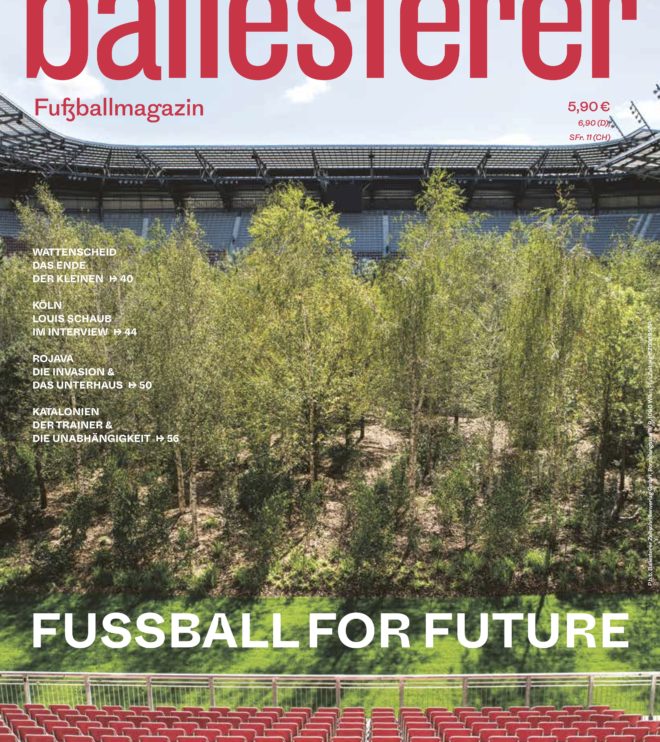 ballesterer
Fußballmagazin
5,90 €
6,90 (D),
SFr. 11 (CH)
WATTENSCHEID
DAS ENDE
DER KLEINEN ↦ 40
KÖLN
LOUIS SCHAUB
IM INTERVIEW ↦ 44
ROJAVA
DIE INVASION &
DAS UNTERHAUS ↦ 50
KATALONIEN
DER TRAINER &
DIE UNABHÄNGIGKEIT ↦ 56
FUSSBALL FOR FUTURE